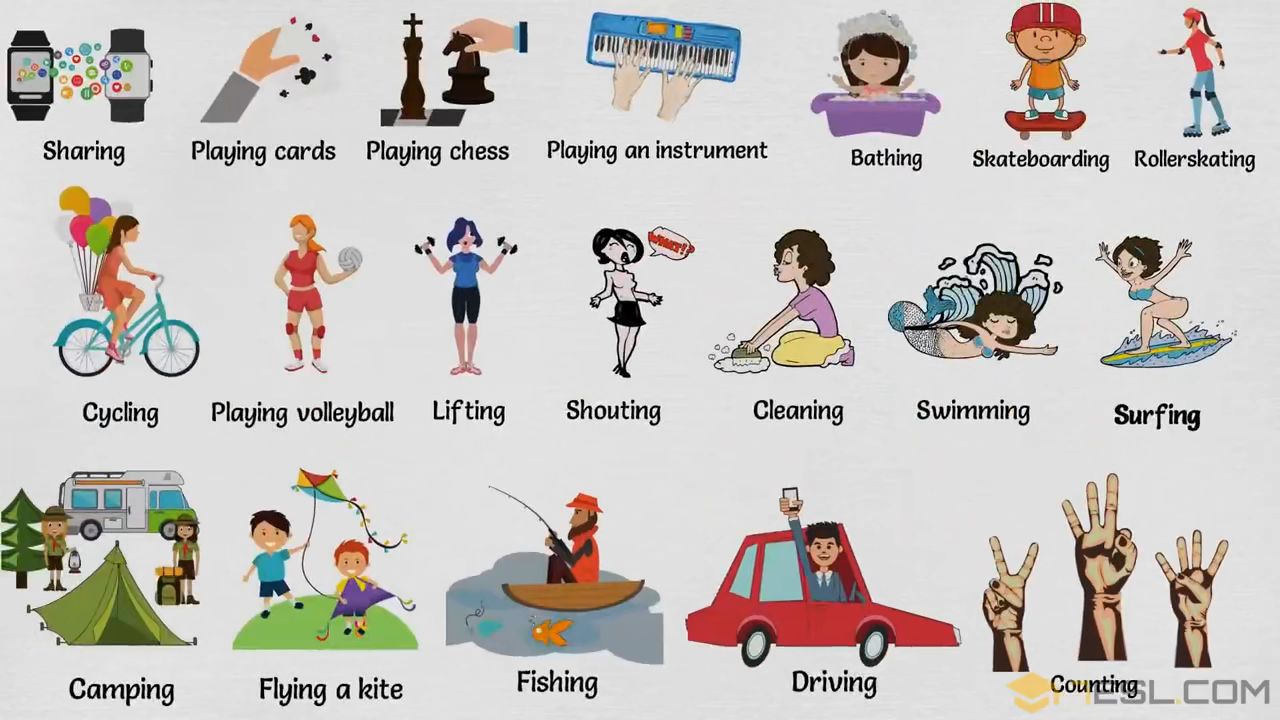 Sharing
Playing cards
Playing chess
Playing an instrument
Bathing
Skateboarding
Rollerskating
WHAT!?
Cycling
Playing volleyball
Lifting
Shouting
Cleaning
Swimming
Surfing
Camping
Flying a kite
Fishing
Driving
Counting
7ESL.COM